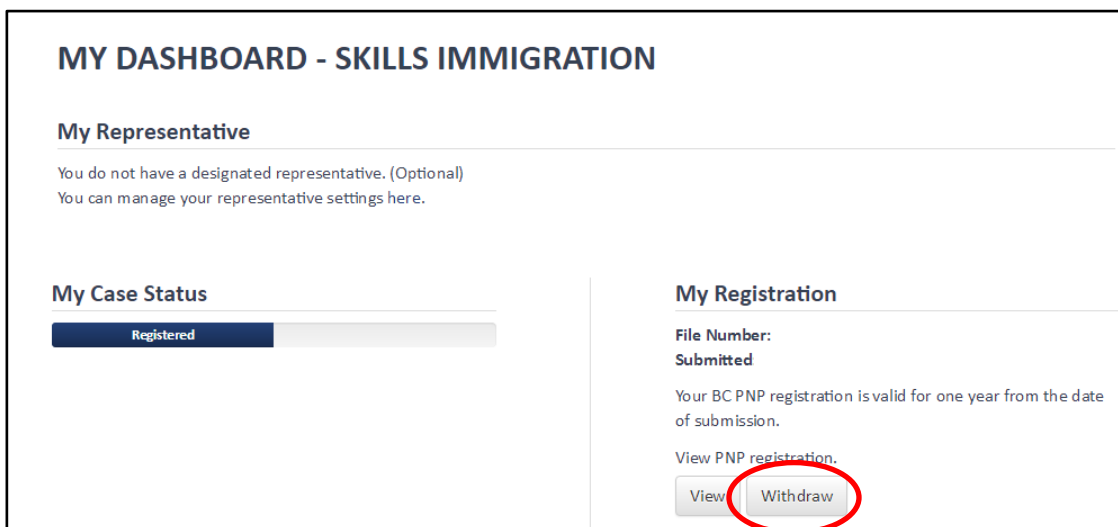 MY DASHBOARD - SKILLS IMMIGRATION
My Representative
You do not have a designated representative. (Optional)
You can manage your representative settings here.
My Case Status
Registered
My Registration
File Number:
Submitted
Your BC PNP registration is valid for one year from the date
of submission.
View PNP registration.
View
Withdraw